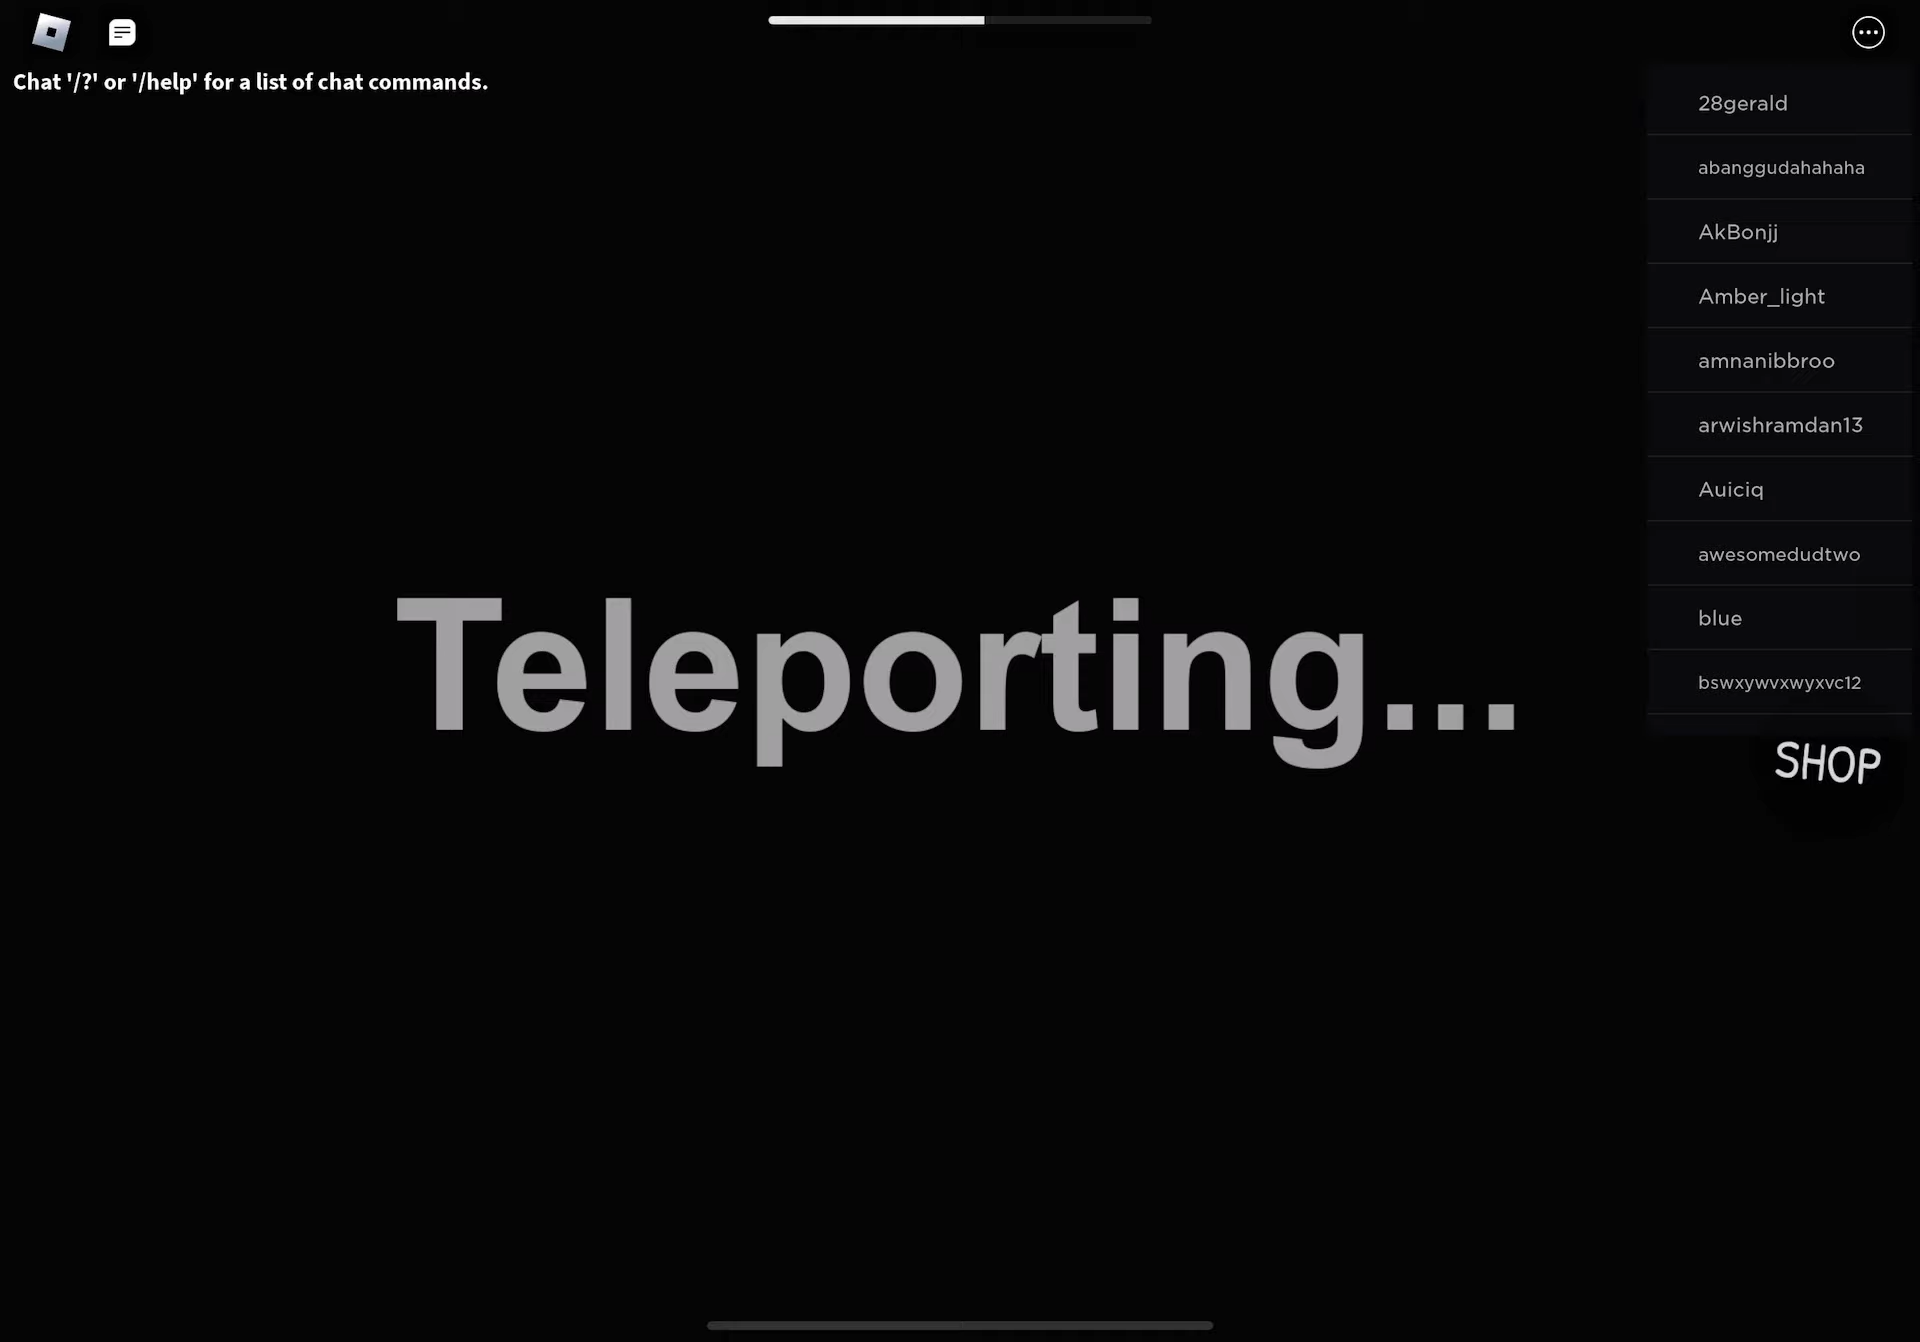 Chat '/?' or '/help' for a list of chat commands.
28gerald
abanggudahahaha
AkBonjj
Amber_light
amnanibbroo
arwishramdan13
Auiciq
awesomedudtwo
blue
bswxywvxwyxvc12
Teleporting...
SHOP